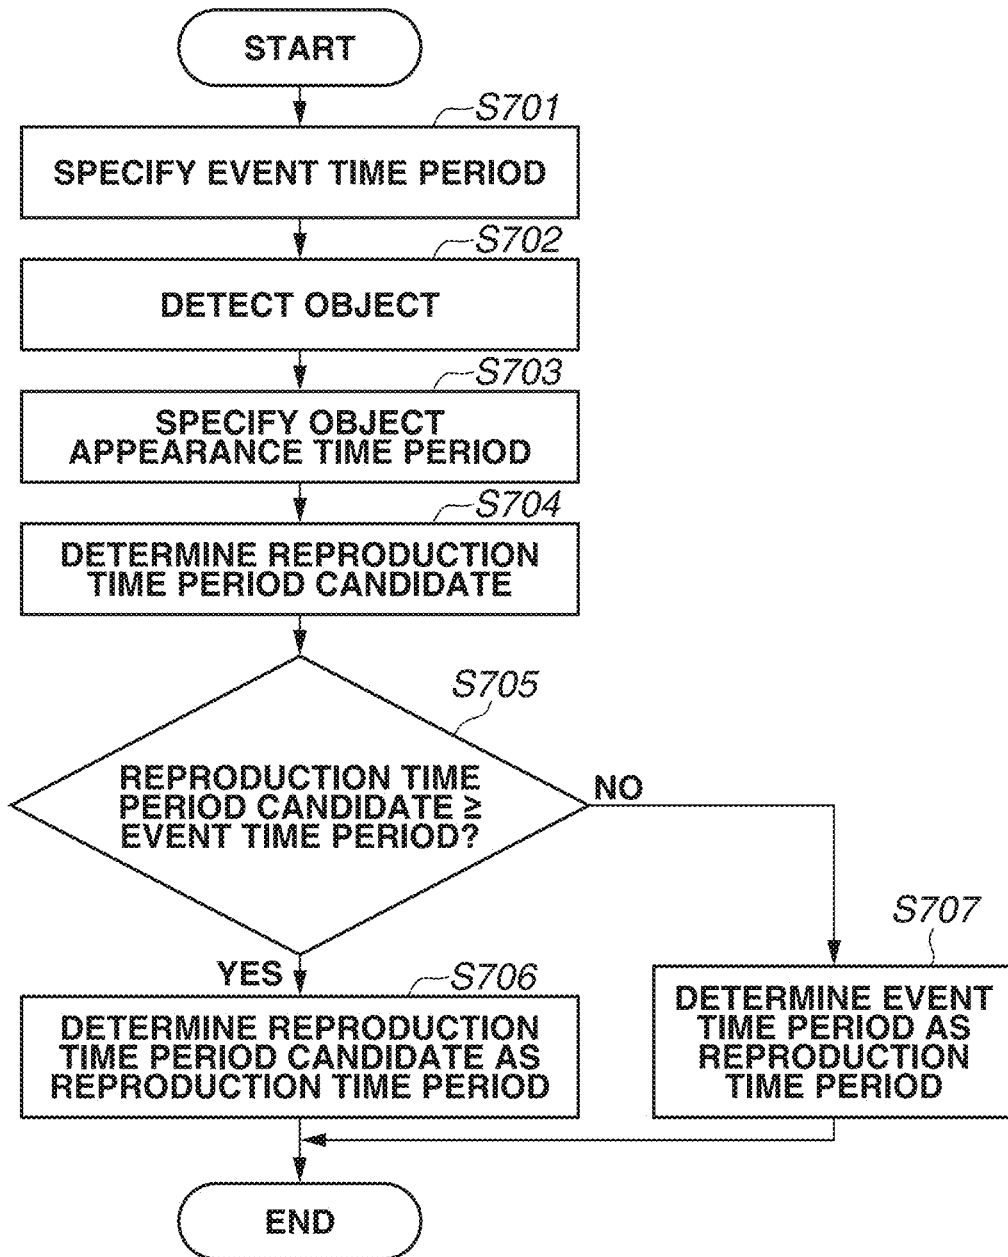 START
S701
SPECIFY EVENT TIME PERIOD
S702
DETECT OBJECT
S703
SPECIFY OBJECT
APPEARANCE TIME PERIOD
S704
DETERMINE REPRODUCTION
TIME PERIOD CANDIDATE
S705
REPRODUCTION TIME
PERIOD CANDIDATE ≥
EVENT TIME PERIOD?
NO
YES
S706
DETERMINE REPRODUCTION
TIME PERIOD CANDIDATE AS
REPRODUCTION TIME PERIOD
S707
DETERMINE EVENT
TIME PERIOD AS
REPRODUCTION
TIME PERIOD
END